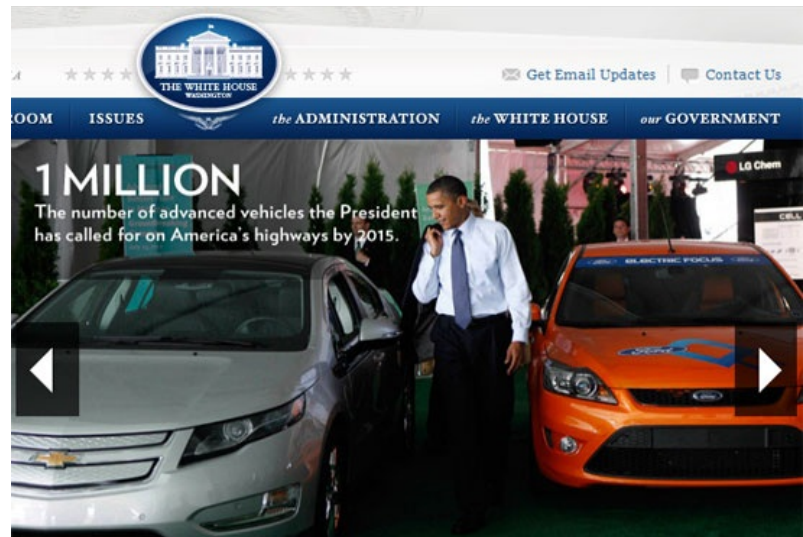 THE WHITE HOUSE
WASHINGTON
Get Email Updates
Contact Us
ROOM
ISSUES
the ADMINISTRATION
the WHITE HOUSE
our GOVERNMENT
1 MILLION
The number of advanced vehicles the President
has called for on America's highways by 2015.
LG Chem
CELL
ELECTRIC FOCUS
Ford